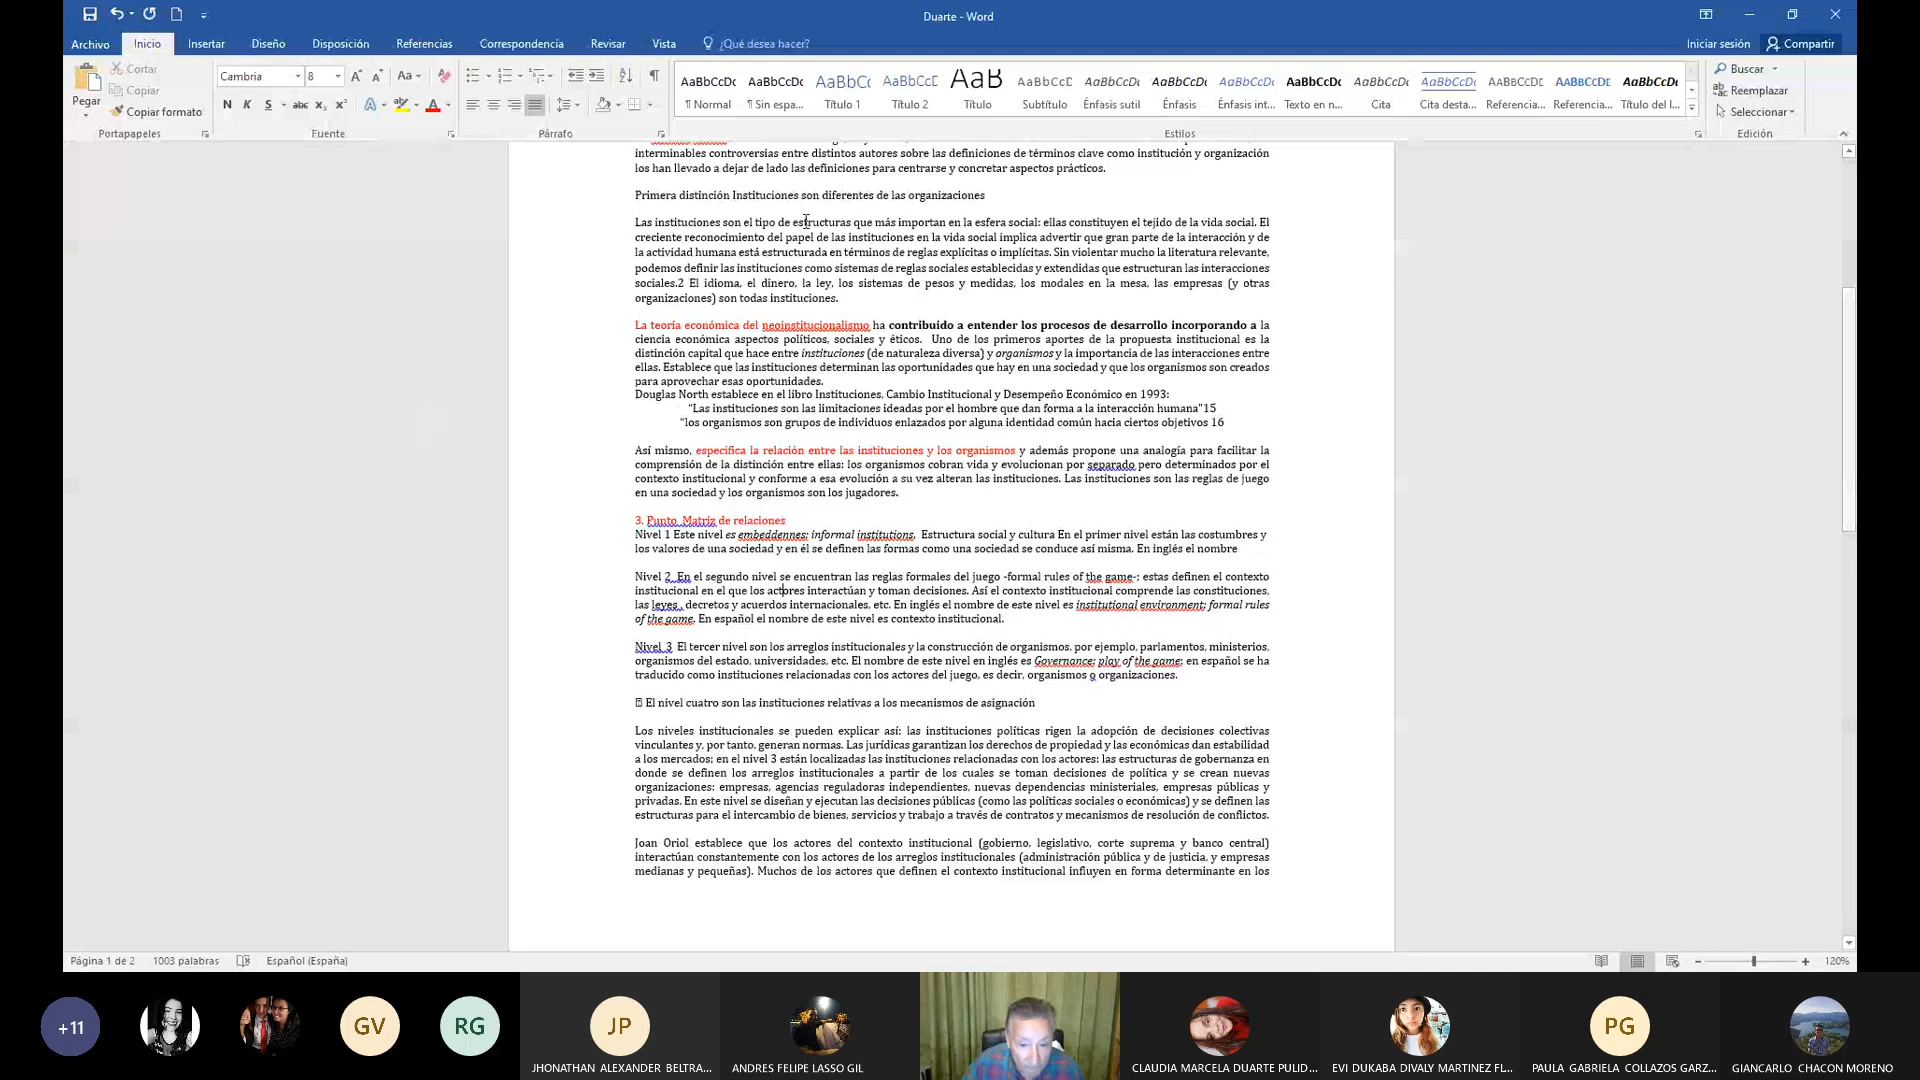 Duarte - Word
Archivo Inicio Insertar Diseño Disposición Referencias Correspondencia Revisar Vista ¿Qué desea hacer? Iniciar sesión Compartir
Pegar
Cortar
Copiar
Copiar formato
Portapapeles
Cambria 8
N K S abc x₂ x²
Fuente
Párrafo
AaBbCcDc AaBbCcDc AaBbCc AaBbCcE AaB AaBbCcD AaBbCcDc AaBbCcDc AaBbCcDc AaBbCcDc AaBbCcDc AaBbCcDc AaBbCcDE AaBbCcDE AaBbCcDc
¶ Normal ¶ Sin espa... Título 1 Título 2 Título Subtítulo Énfasis sutil Énfasis Énfasis int... Texto en n... Cita Cita desta... Referencia... Referencia... Título del l...
Estilos
Buscar
Reemplazar
Seleccionar
Edición
interminables controversias entre distintos autores sobre las definiciones de términos clave como institución y organización
los han llevado a dejar de lado las definiciones para centrarse y concretar aspectos prácticos.
Primera distinción Instituciones son diferentes de las organizaciones
Las instituciones son el tipo de estructuras que más importan en la esfera social: ellas constituyen el tejido de la vida social. El
creciente reconocimiento del papel de las instituciones en la vida social implica advertir que gran parte de la interacción y de
la actividad humana está estructurada en términos de reglas explícitas o implícitas. Sin violentar mucho la literatura relevante,
podemos definir las instituciones como sistemas de reglas sociales establecidas y extendidas que estructuran las interacciones
sociales.2 El idioma, el dinero, la ley, los sistemas de pesos y medidas, los modales en la mesa, las empresas (y otras
organizaciones) son todas instituciones.
La teoría económica del neoinstitucionalismo ha contribuido a entender los procesos de desarrollo incorporando a la
ciencia económica aspectos políticos, sociales y éticos. Uno de los primeros aportes de la propuesta institucional es la
distinción capital que hace entre instituciones (de naturaleza diversa) y organismos y la importancia de las interacciones entre
ellas. Establece que las instituciones determinan las oportunidades que hay en una sociedad y que los organismos son creados
para aprovechar esas oportunidades.
Douglas North establece en el libro Instituciones, Cambio Institucional y Desempeño Económico en 1993:
“Las instituciones son las limitaciones ideadas por el hombre que dan forma a la interacción humana"15
“los organismos son grupos de individuos enlazados por alguna identidad común hacia ciertos objetivos 16
Así mismo, especifica la relación entre las instituciones y los organismos y además propone una analogía para facilitar la
comprensión de la distinción entre ellas: los organismos cobran vida y evolucionan por separado pero determinados por el
contexto institucional y conforme a esa evolución a su vez alteran las instituciones. Las instituciones son las reglas de juego
en una sociedad y los organismos son los jugadores.
3. Punto Matriz de relaciones
Nivel 1 Este nivel es embeddennes: informal institutions. Estructura social y cultura En el primer nivel están las costumbres y
los valores de una sociedad y en él se definen las formas como una sociedad se conduce así misma. En inglés el nombre
Nivel 2 En el segundo nivel se encuentran las reglas formales del juego -formal rules of the game-; estas definen el contexto
institucional en el que los actores interactúan y toman decisiones. Así el contexto institucional comprende las constituciones,
las leyes , decretos y acuerdos internacionales, etc. En inglés el nombre de este nivel es institutional environment: formal rules
of the game. En español el nombre de este nivel es contexto institucional.
Nivel 3 El tercer nivel son los arreglos institucionales y la construcción de organismos, por ejemplo, parlamentos, ministerios,
organismos del estado, universidades, etc. El nombre de este nivel en inglés es Governance: play of the game; en español se ha
traducido como instituciones relacionadas con los actores del juego, es decir, organismos o organizaciones.
El nivel cuatro son las instituciones relativas a los mecanismos de asignación
Los niveles institucionales se pueden explicar así: las instituciones políticas rigen la adopción de decisiones colectivas
vinculantes y, por tanto, generan normas. Las jurídicas garantizan los derechos de propiedad y las económicas dan estabilidad
a los mercados; en el nivel 3 están localizadas las instituciones relacionadas con los actores: las estructuras de gobernanza en
donde se definen los arreglos institucionales a partir de los cuales se toman decisiones de política y se crean nuevas
organizaciones: empresas, agencias reguladoras independientes, nuevas dependencias ministeriales, empresas públicas y
privadas. En este nivel se diseñan y ejecutan las decisiones públicas (como las políticas sociales o económicas) y se definen las
estructuras para el intercambio de bienes, servicios y trabajo a través de contratos y mecanismos de resolución de conflictos.
Joan Oriol establece que los actores del contexto institucional (gobierno, legislativo, corte suprema y banco central)
interactúan constantemente con los actores de los arreglos institucionales (administración pública y de justicia, y empresas
medianas y pequeñas). Muchos de los actores que definen el contexto institucional influyen en forma determinante en los
Página 1 de 2 1003 palabras Español (España) 120%
+11 GV RG JP PG
JHONATHAN ALEXANDER BELTRA... ANDRES FELIPE LASSO GIL CLAUDIA MARCELA DUARTE PULID... EVI DUKABA DIVALY MARTINEZ FL... PAULA GABRIELA COLLAZOS GARZ... GIANCARLO CHACON MORENO